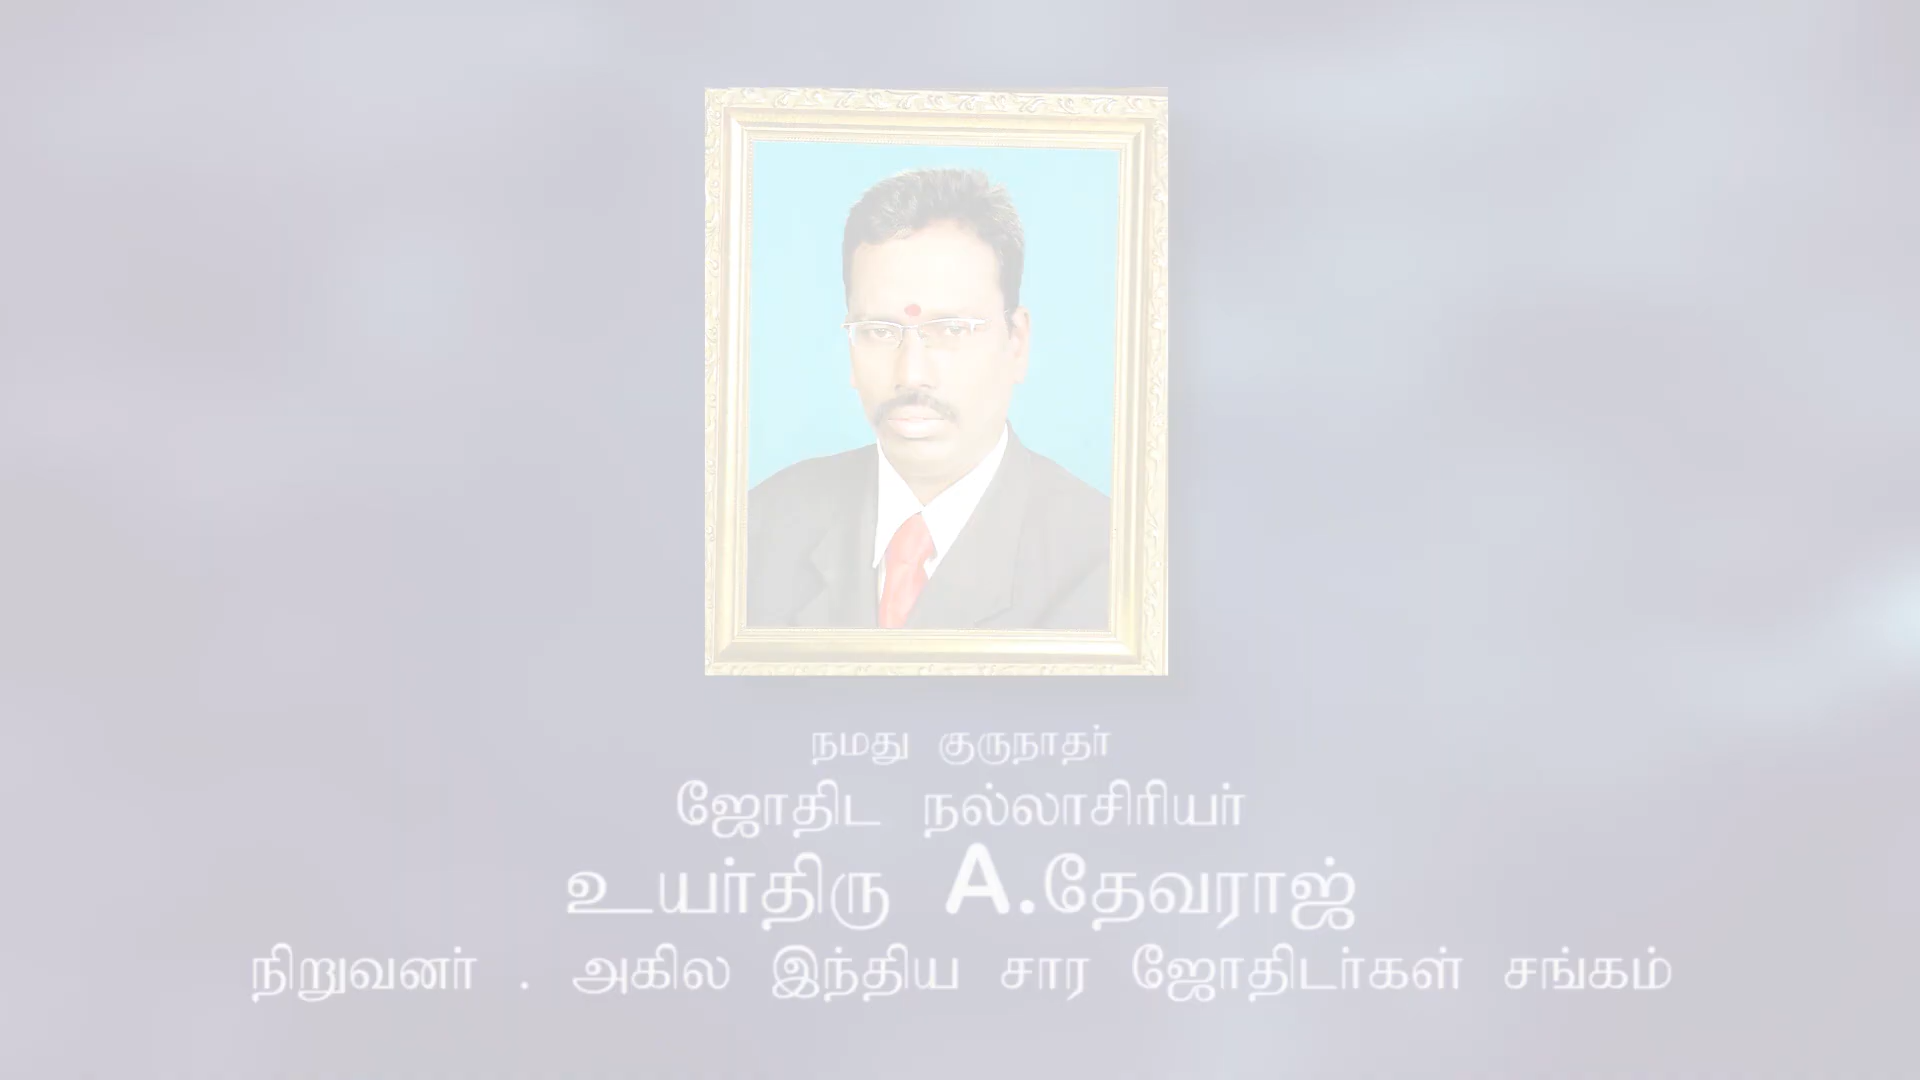 நமது குருநாதர்
ஜோதிட நல்லாசிரியர்
உயர்திரு A.தேவராஜ்
நிறுவனர் . அகில இந்திய சார ஜோதிடர்கள் சங்கம்